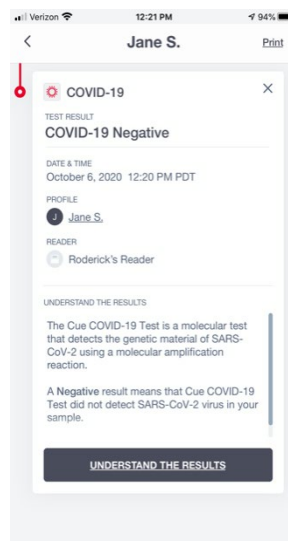 Verizon 12:21 PM 94%
Jane S. Print
COVID-19
TEST RESULT
COVID-19 Negative
DATE & TIME
October 6, 2020 12:20 PM PDT
PROFILE
J Jane S.
READER
Roderick's Reader
UNDERSTAND THE RESULTS
The Cue COVID-19 Test is a molecular test
that detects the genetic material of SARS-
CoV-2 using a molecular amplification
reaction.
A Negative result means that Cue COVID-19
Test did not detect SARS-CoV-2 virus in your
sample.
UNDERSTAND THE RESULTS